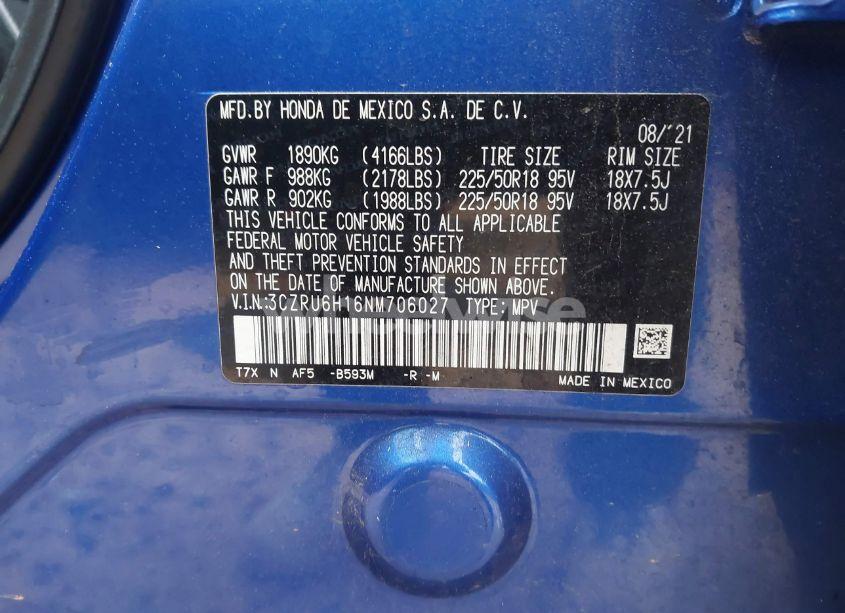 MFD.BY HONDA DE MEXICO S.A. DE C.V.
08/'21
GVWR 1890KG (4166LBS) TIRE SIZE RIM SIZE
GAWR F 988KG (2178LBS) 225/50R18 95V 18X7.5J
GAWR R 902KG (1988LBS) 225/50R18 95V 18X7.5J
THIS VEHICLE CONFORMS TO ALL APPLICABLE
FEDERAL MOTOR VEHICLE SAFETY
AND THEFT PREVENTION STANDARDS IN EFFECT
ON THE DATE OF MANUFACTURE SHOWN ABOVE.
V.I.N:3CZRU6H16NM706027 TYPE:MPV
T7X N AF5 -B593M -R -M
MADE IN MEXICO